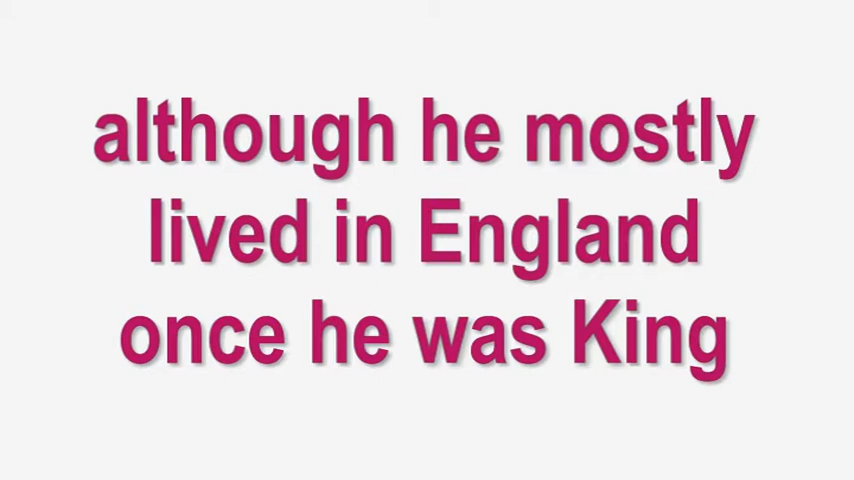 although he mostly
lived in England
once he was King